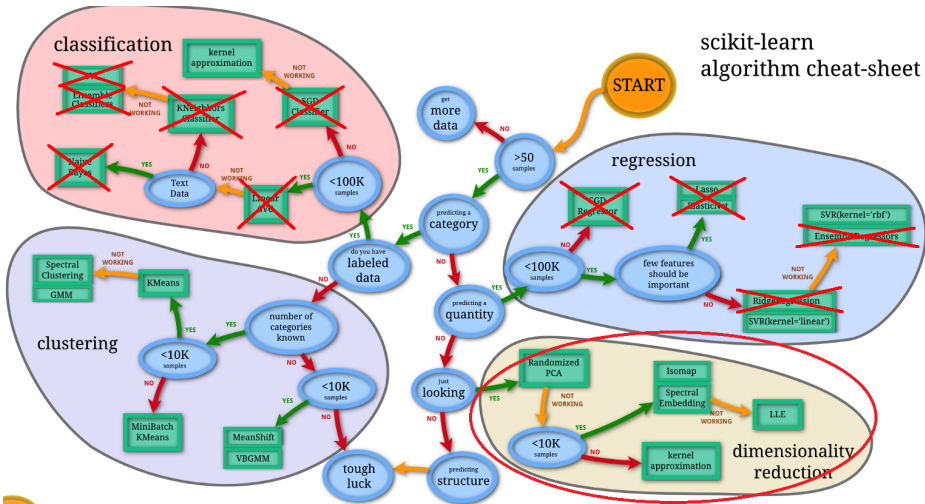 scikit-learn
algorithm cheat-sheet
START
get
more
data
NO
>50
samples
YES
predicting a
category
YES
NO
do you have
labeled
data
YES
NO
predicting a
quantity
YES
NO
just
looking
YES
NO
predicting
structure
tough
luck
classification
kernel
approximation
NOT
WORKING
SGD
Classifier
NO
<100K
samples
YES
Linear
NOT
WORKING
Text
Data
YES
NO
Naive
Bayes
KNeighbors
Classifier
NOT
WORKING
Ensemble
Classifiers
regression
SGD
Regressor
NO
<100K
samples
YES
few features
should be
important
YES
NO
Lasso
ElasticNet
SVR(kernel='rbf')
EnsembleRegressors
NOT
WORKING
RidgeRegression
SVR(kernel='linear')
clustering
Spectral
Clustering
GMM
NOT
WORKING
KMeans
YES
<10K
samples
NO
MiniBatch
KMeans
number of
categories
known
YES
NO
<10K
samples
YES
NO
MeanShift
VBGMM
dimensionality
reduction
Randomized
PCA
NOT
WORKING
<10K
samples
YES
NO
Isomap
Spectral
Embedding
NOT
WORKING
LLE
kernel
approximation